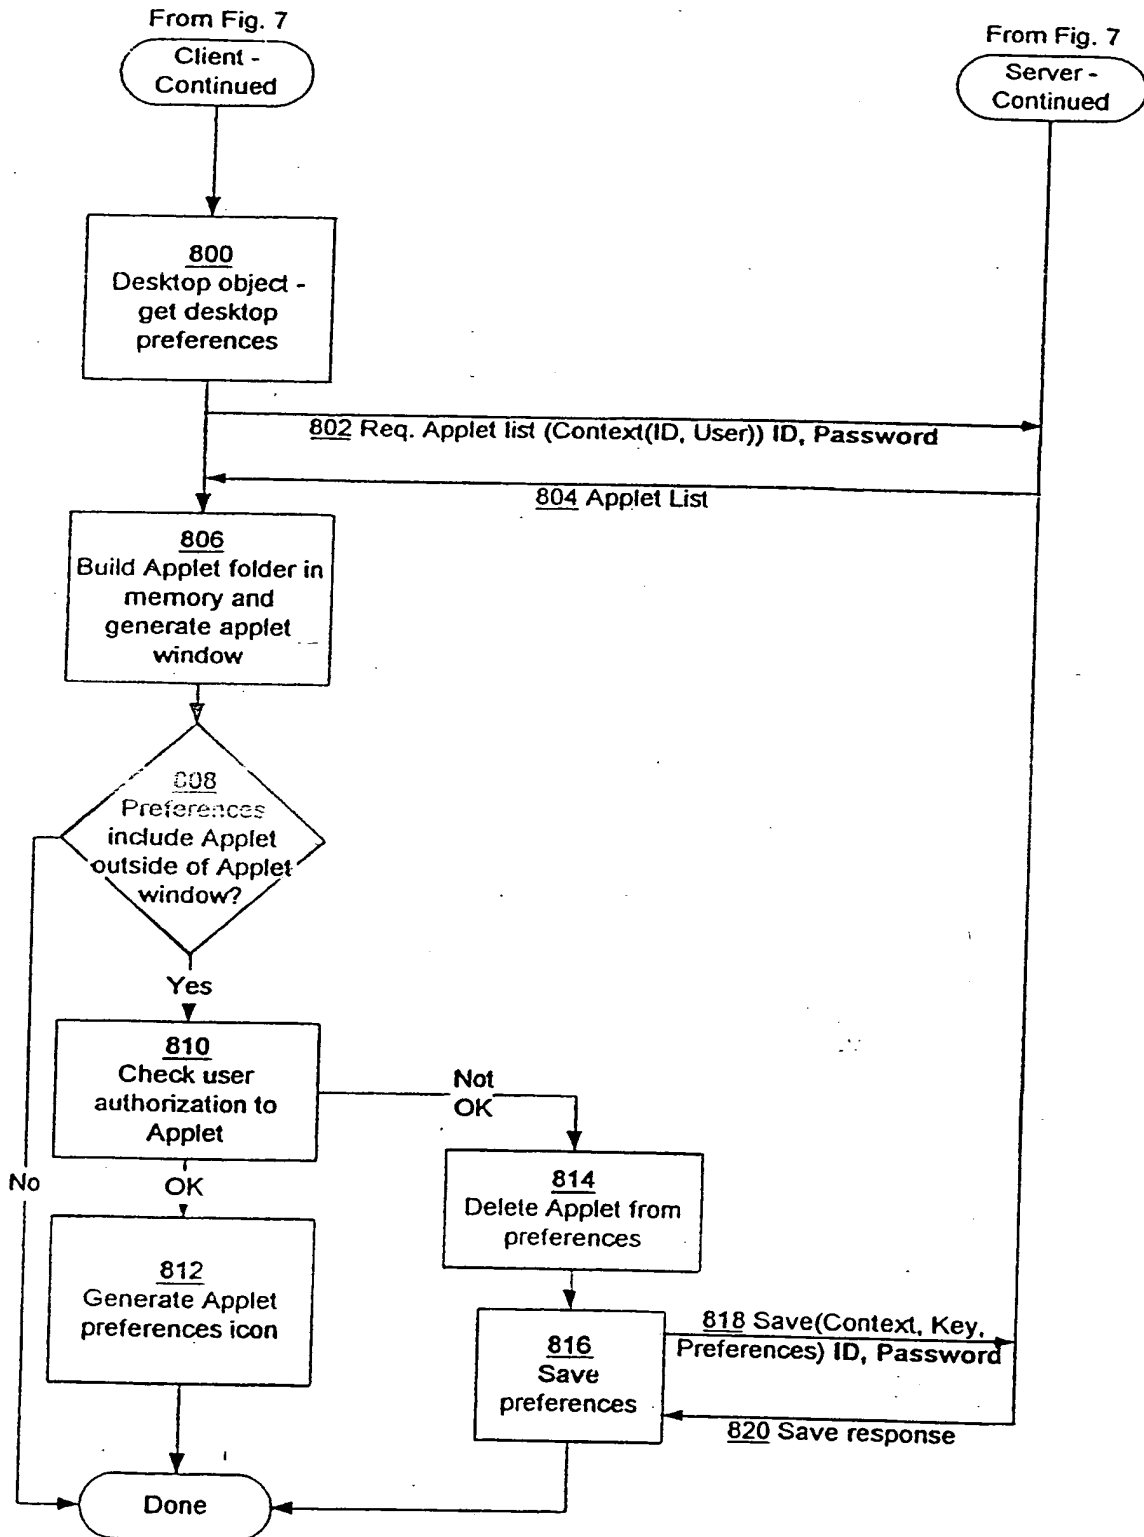 From Fig. 7
Client -
Continued
From Fig. 7
Server -
Continued
800
Desktop object -
get desktop
preferences
802 Req. Applet list (Context(ID, User)) ID, Password
804 Applet List
806
Build Applet folder in
memory and
generate applet
window
808
Preferences
include Applet
outside of Applet
window?
Yes
810
Check user
authorization to
Applet
Not
OK
No
OK
814
Delete Applet from
preferences
812
Generate Applet
preferences icon
816
Save
preferences
818 Save(Context, Key,
Preferences) ID, Password
820 Save response
Done